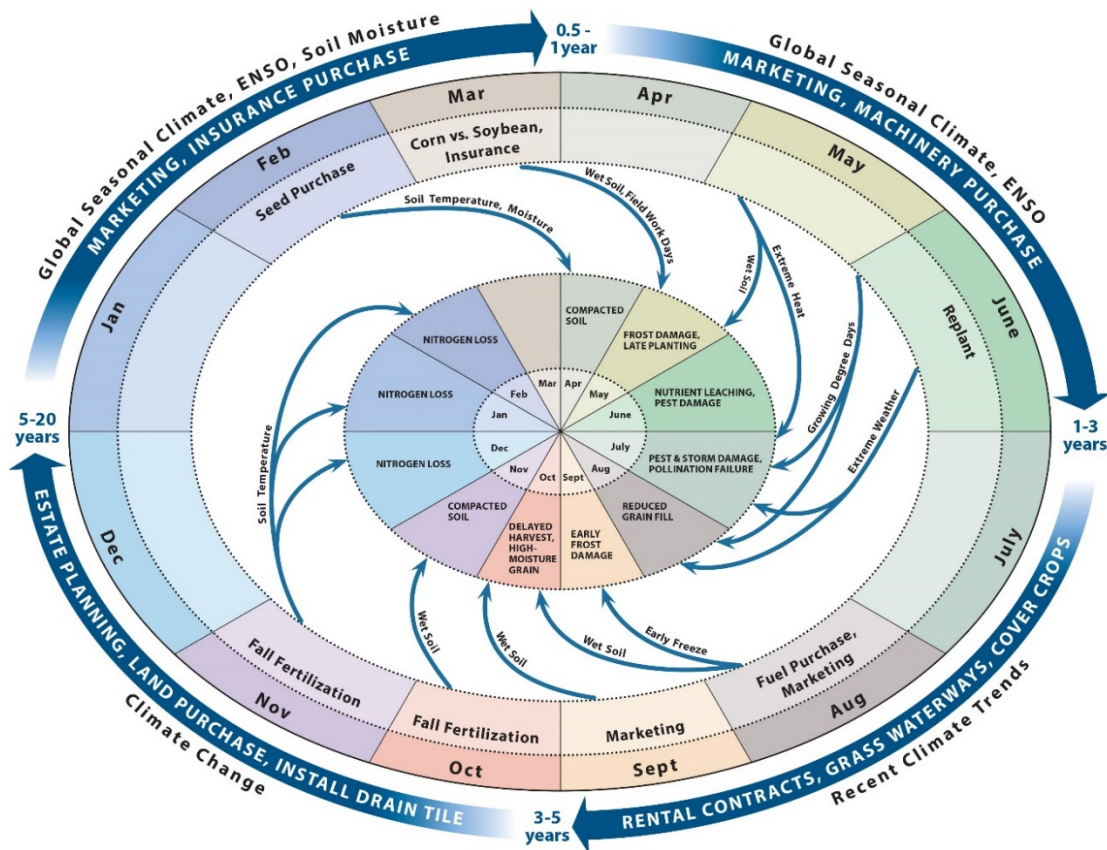 Global Seasonal Climate, ENSO, Soil Moisture
MARKETING, INSURANCE PURCHASE
0.5 -
1 year
Global Seasonal Climate, ENSO
MARKETING, MACHINERY PURCHASE
1-3
years
RENTAL CONTRACTS, GRASS WATERWAYS, COVER CROPS
Recent Climate Trends
3-5
years
ESTATE PLANNING, LAND PURCHASE, INSTALL DRAIN TILE
Climate Change
5-20
years
Jan
Feb
Seed Purchase
Mar
Corn vs. Soybean,
Insurance
Apr
May
June
Replant
July
Aug
Fuel Purchase,
Marketing
Sept
Marketing
Oct
Fall Fertilization
Nov
Fall Fertilization
Dec
Soil Temperature, Moisture
Wet Soil, Field Work Days
Wet Soil
Extreme Heat
Growing Degree Days
Extreme Weather
Early Freeze
Wet Soil
Wet Soil
Wet Soil
Soil Temperature
NITROGEN LOSS
NITROGEN LOSS
COMPACTED
SOIL
FROST DAMAGE,
LATE PLANTING
NUTRIENT LEACHING,
PEST DAMAGE
PEST & STORM DAMAGE,
POLLINATION FAILURE
REDUCED
GRAIN FILL
EARLY
FROST
DAMAGE
DELAYED
HARVEST,
HIGH-
MOISTURE
GRAIN
COMPACTED
SOIL
NITROGEN LOSS
Jan
Feb
Mar
Apr
May
June
July
Aug
Sept
Oct
Nov
Dec